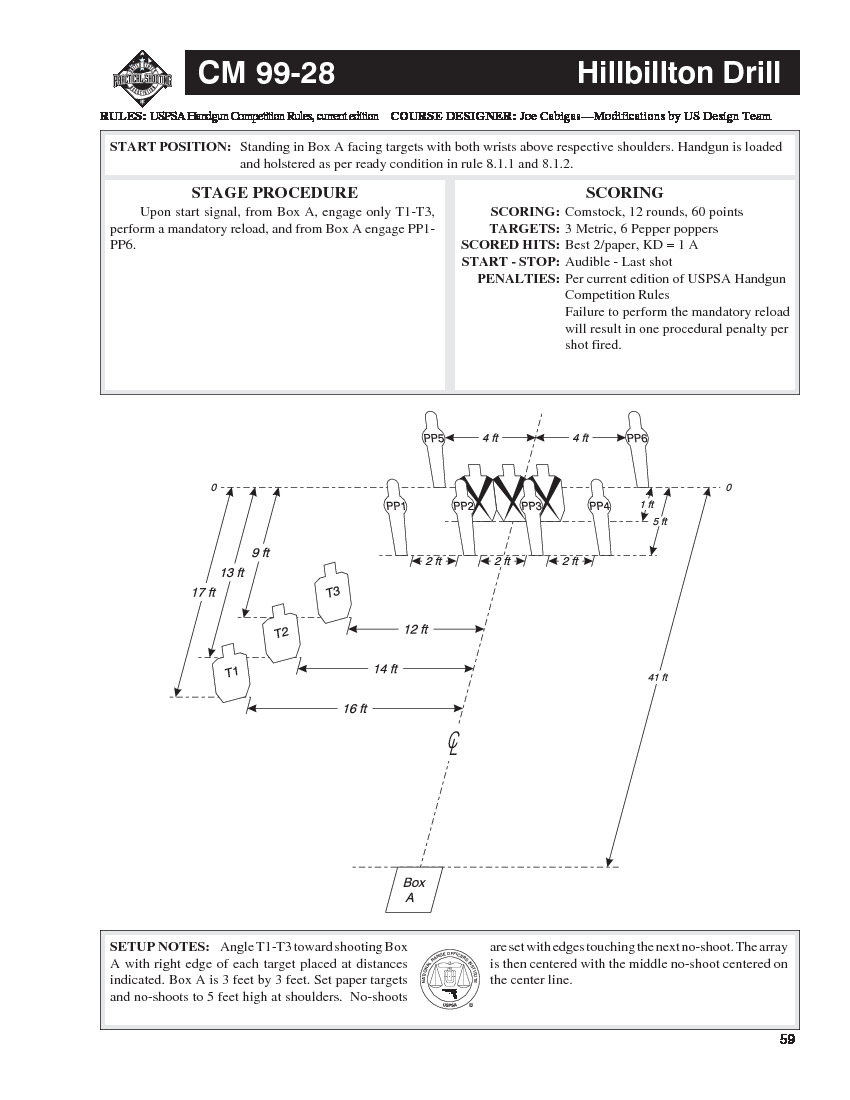 CM 99-28 Hillbillton Drill
PRACTICAL SHOOTING
RULES: USPSA Handgun Competition Rules, current edition COURSE DESIGNER: Joe Cabigas—Modifications by US Design Team
START POSITION: Standing in Box A facing targets with both wrists above respective shoulders. Handgun is loaded
and holstered as per ready condition in rule 8.1.1 and 8.1.2.
STAGE PROCEDURE
Upon start signal, from Box A, engage only T1-T3,
perform a mandatory reload, and from Box A engage PP1-
PP6.
SCORING
SCORING: Comstock, 12 rounds, 60 points
TARGETS: 3 Metric, 6 Pepper poppers
SCORED HITS: Best 2/paper, KD = 1 A
START - STOP: Audible - Last shot
PENALTIES: Per current edition of USPSA Handgun
Competition Rules
Failure to perform the mandatory reload
will result in one procedural penalty per
shot fired.
PP5 4 ft 4 ft PP6
0 0
PP1 PP2 PP3 PP4 1 ft
5 ft
9 ft
2 ft 2 ft 2 ft
13 ft
17 ft
T3
T2 12 ft
T1 14 ft
41 ft
16 ft
CL
Box
A
SETUP NOTES: Angle T1-T3 toward shooting Box
A with right edge of each target placed at distances
indicated. Box A is 3 feet by 3 feet. Set paper targets
and no-shoots to 5 feet high at shoulders. No-shoots
USPSA
are set with edges touching the next no-shoot. The array
is then centered with the middle no-shoot centered on
the center line.
59